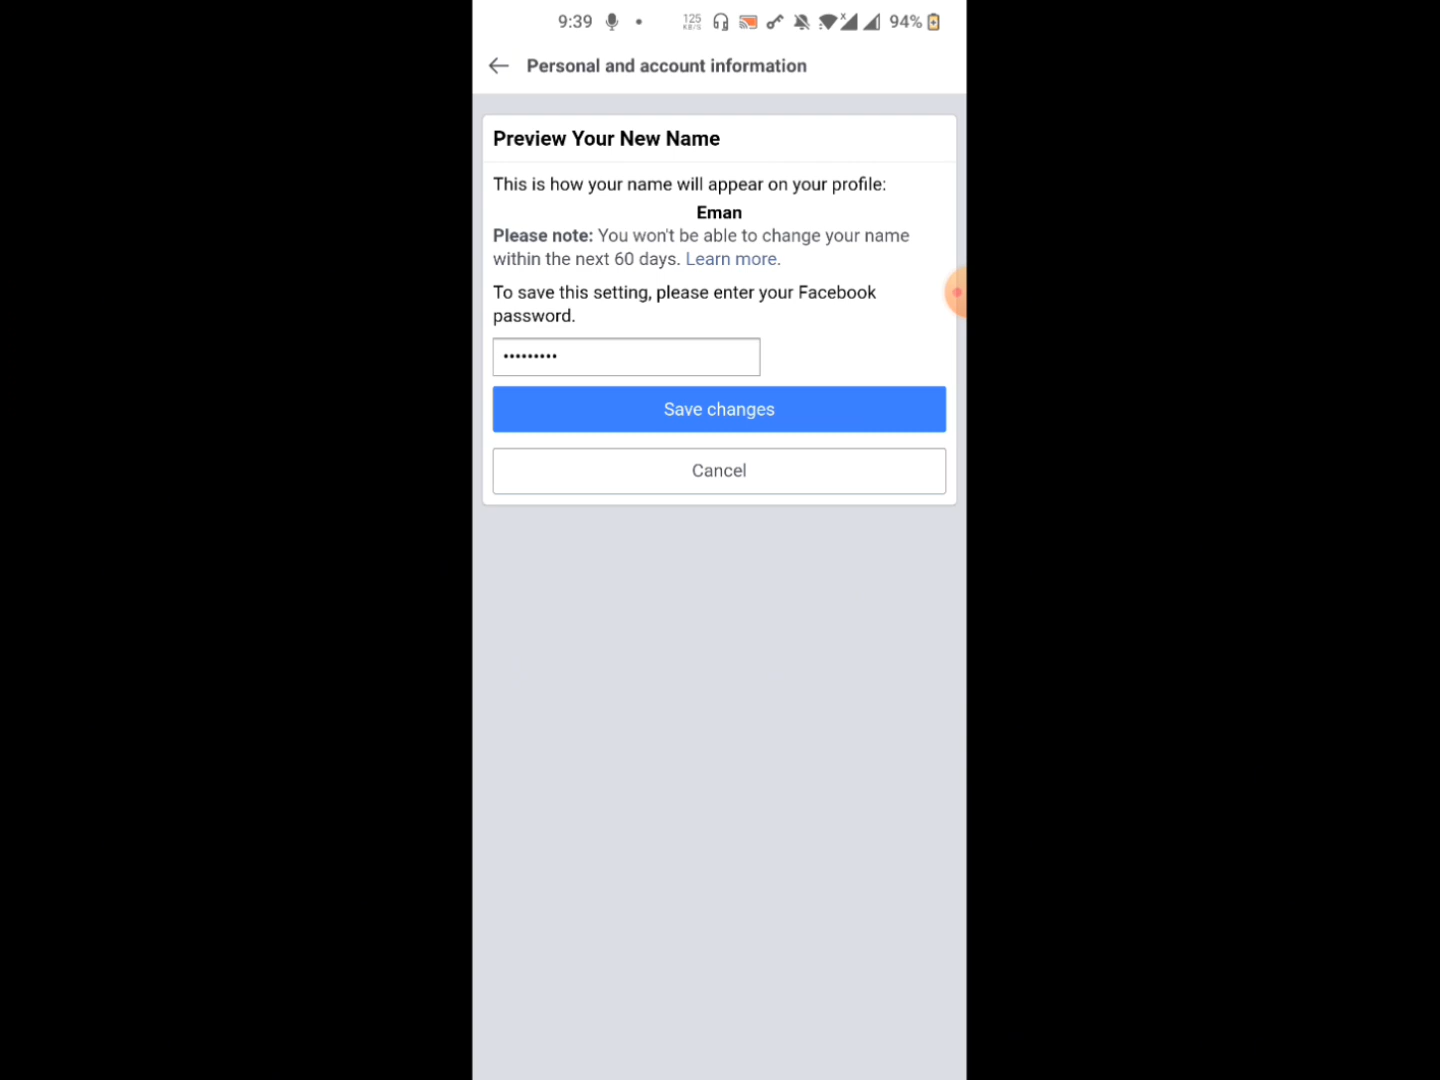 9:39 125 KB/S 94%
Personal and account information
Preview Your New Name
This is how your name will appear on your profile:
Eman
Please note: You won't be able to change your name
within the next 60 days. Learn more.
To save this setting, please enter your Facebook
password.
•••••••••
Save changes
Cancel